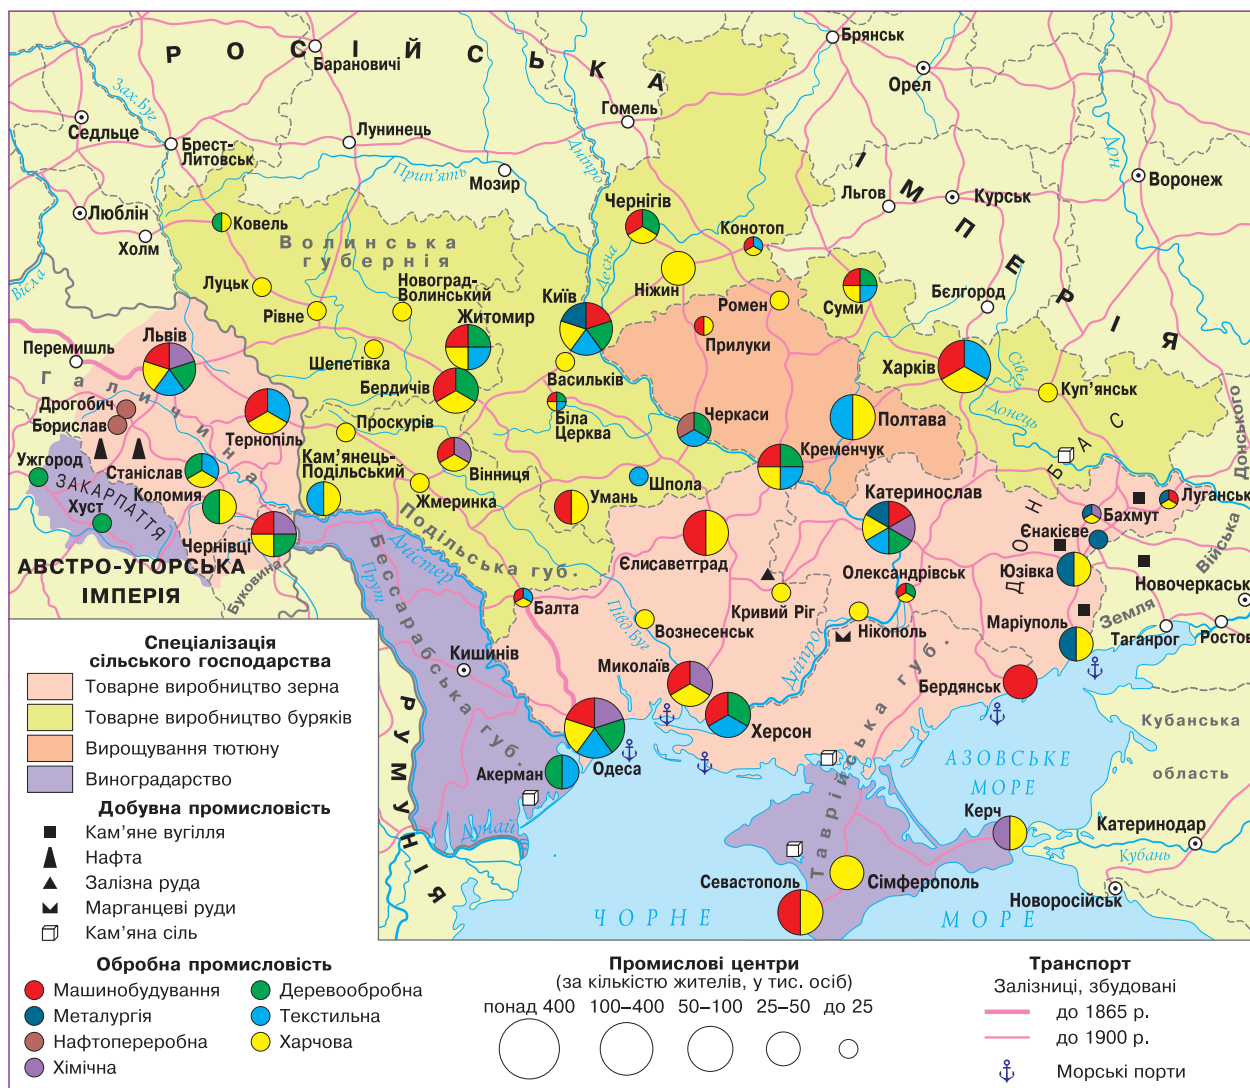 РОСІЙСЬКА
ІМПЕРІЯ
Барановичі
Брянськ
Орел
Гомель
Зах. Буг
Седльце
Брест-
Литовськ
Лунинець
Прип'ять
Мозир
Дніпро
Дон
Воронеж
Льгов
Курськ
Люблін
Холм
Вісла
Ковель
Волинська
губернія
Чернігів
Десна
Конотоп
Ніжин
Луцьк
Рівне
Новоград-
Волинський
Житомир
Київ
Ромен
Суми
Бєлгород
Прилуки
Перемишль
Львів
Шепетівка
Бердичів
Васильків
Харків
Сівер.
Донець
Куп'янськ
Галичина
Дрогобич
Борислав
Тернопіль
Проскурів
Біла
Церква
Черкаси
Полтава
ДОНБАС
Ужгород
ЗАКАРПАТТЯ
Станіслав
Коломия
Хуст
Кам'янець-
Подільський
Вінниця
Жмеринка
Умань
Шпола
Кременчук
Катеринослав
Луганськ
Бахмут
Єнакієве
Юзівка
Чернівці
Буковина
АВСТРО-УГОРСЬКА
ІМПЕРІЯ
Прут
Дністер
Подільська губ.
Бессарабська губ.
Єлисаветград
Олександрівськ
Кривий Ріг
Балта
Півд.Буг
Вознесенськ
Нікополь
Маріуполь
Земля
Війська
Донського
Новочеркаськ
Таганрог
Ростов
Кишинів
Миколаїв
Дніпро
Херсон
Бердянськ
Таврійська губ.
РУМУНІЯ
Акерман
Одеса
Дунай
АЗОВСЬКЕ
МОРЕ
Кубанська
область
Керч
Катеринодар
Кубань
Севастополь
Сімферополь
Новоросійськ
ЧОРНЕ МОРЕ
Спеціалізація
сільського господарства
Товарне виробництво зерна
Товарне виробництво буряків
Вирощування тютюну
Виноградарство
Добувна промисловість
Кам'яне вугілля
Нафта
Залізна руда
Марганцеві руди
Кам'яна сіль
Обробна промисловість
Машинобудування
Металургія
Нафтопереробна
Хімічна
Деревообробна
Текстильна
Харчова
Промислові центри
(за кількістю жителів, у тис. осіб)
понад 400 100–400 50–100 25–50 до 25
Транспорт
Залізниці, збудовані
до 1865 р.
до 1900 р.
Морські порти